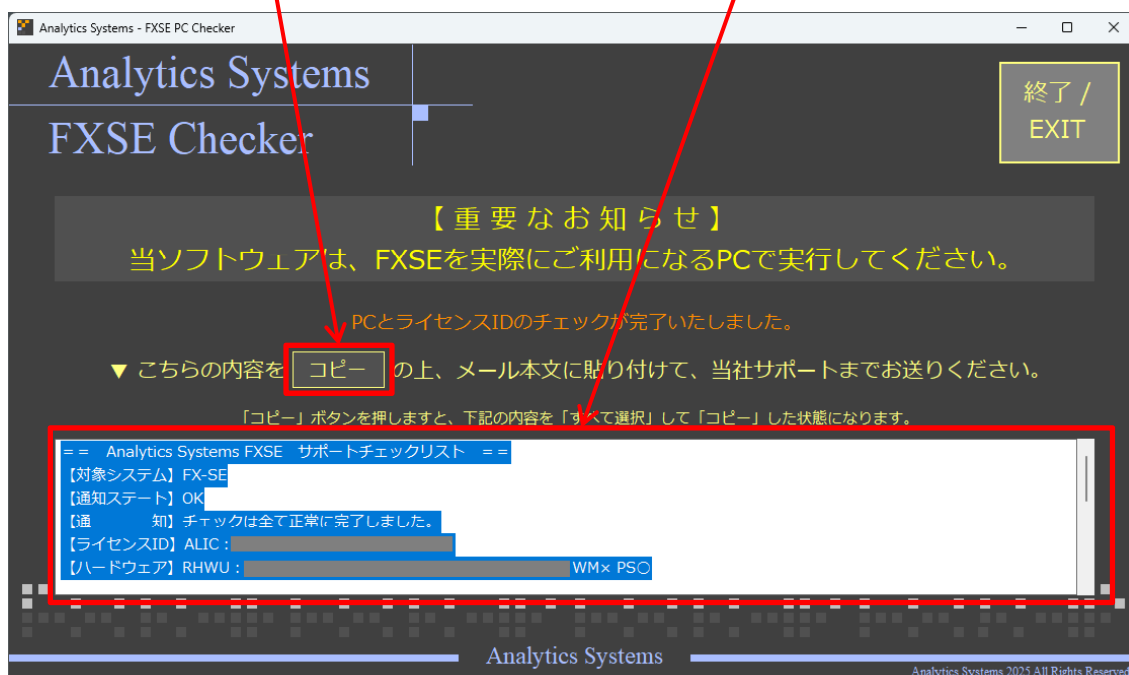 Analytics Systems - FXSE PC Checker
Analytics Systems
FXSE Checker
終了 /
EXIT
【 重 要 な お 知 ら せ 】
当ソフトウェアは、FXSEを実際にご利用になるPCで実行してください。
PCとライセンスIDのチェックが完了いたしました。
▼ こちらの内容を コピー の上、メール本文に貼り付けて、当社サポートまでお送りください。
「コピー」ボタンを押しますと、下記の内容を「すべて選択」して「コピー」した状態になります。
= =　Analytics Systems FXSE　サポートチェックリスト　= =
【対象システム】FX-SE
【通知ステート】OK
【通　　　知】チェックは全て正常に完了しました。
【ライセンスID】ALIC :
【ハードウェア】RHWU : WM× PS○
Analytics Systems
Analytics Systems 2025 All Rights Reserved